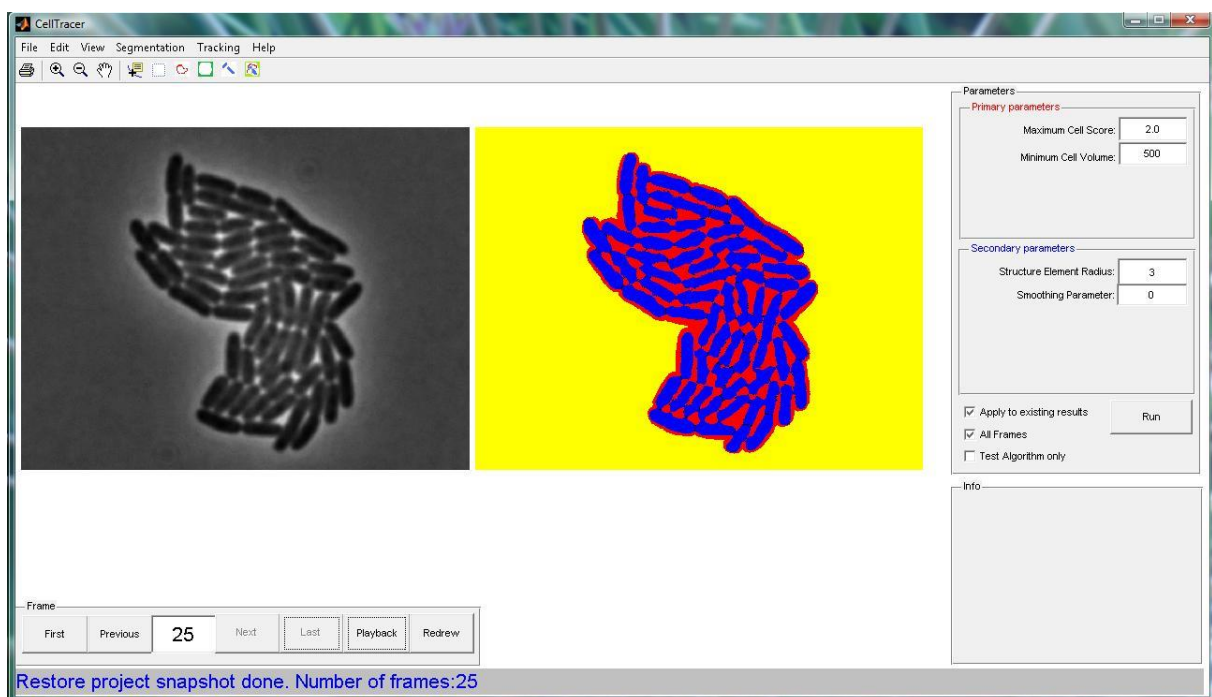 CellTracer
File Edit View Segmentation Tracking Help
Parameters
Primary parameters
Maximum Cell Score: 2.0
Minimum Cell Volume: 500
Secondary parameters
Structure Element Radius: 3
Smoothing Parameter: 0
Apply to existing results
Run
All Frames
Test Algorithm only
Info
Frame
First Previous 25 Next Last Playback Redrew
Restore project snapshot done. Number of frames:25